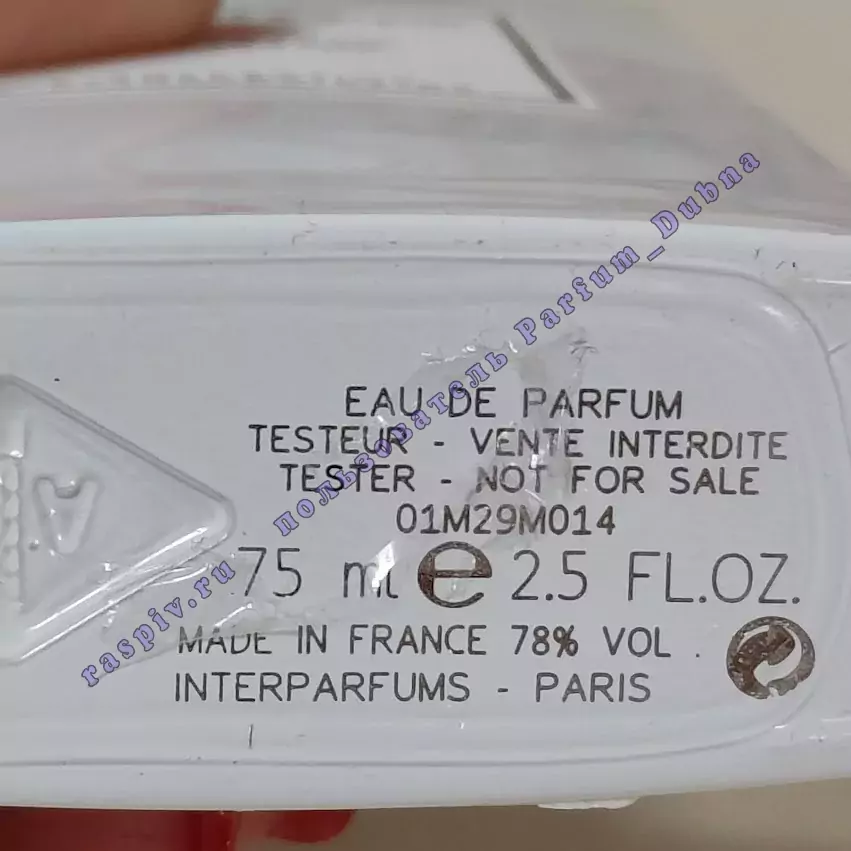 EAU DE PARFUM
TESTEUR - VENTE INTERDITE
TESTER - NOT FOR SALE
01M29M014
75 ml e 2.5 FL.OZ.
MADE IN FRANCE 78% VOL .
INTERPARFUMS - PARIS
raspiv.ru пользователь Parfum_Dubna